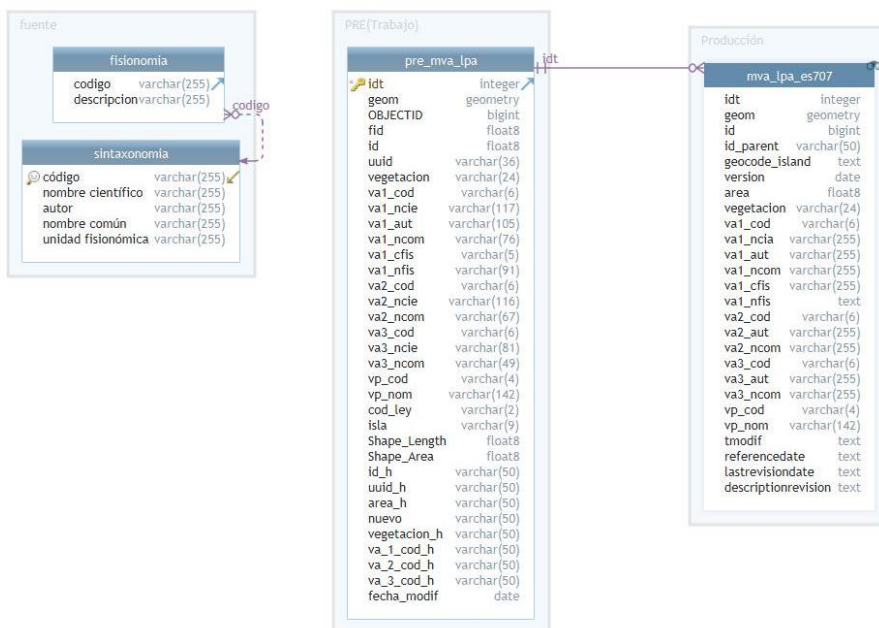 fuente
fisionomia
codigo varchar(255)
descripcion varchar(255)
codigo
sintaxonomia
código varchar(255)
nombre científico varchar(255)
autor varchar(255)
nombre común varchar(255)
unidad fisionómica varchar(255)
PRE(Trabajo)
pre_mva_lpa
idt integer
geom geometry
OBJECTID bigint
fid float8
id float8
uuid varchar(36)
vegetacion varchar(24)
va1_cod varchar(6)
va1_ncie varchar(117)
va1_aut varchar(105)
va1_ncom varchar(76)
va1_cfis varchar(5)
va1_nfis varchar(91)
va2_cod varchar(6)
va2_ncie varchar(116)
va2_ncom varchar(67)
va3_cod varchar(6)
va3_ncie varchar(81)
va3_ncom varchar(49)
vp_cod varchar(4)
vp_nom varchar(142)
cod_ley varchar(2)
isla varchar(9)
Shape_Length float8
Shape_Area float8
id_h varchar(50)
uuid_h varchar(50)
area_h varchar(50)
nuevo varchar(50)
vegetacion_h varchar(50)
va_1_cod_h varchar(50)
va_2_cod_h varchar(50)
va_3_cod_h varchar(50)
fecha_modif date
idt
Producción
mva_lpa_es707
idt integer
geom geometry
id bigint
id_parent varchar(50)
geocode_island text
version date
area float8
vegetacion varchar(24)
va1_cod varchar(6)
va1_ncia varchar(255)
va1_aut varchar(255)
va1_ncom varchar(255)
va1_cfis varchar(255)
va1_nfis text
va2_cod varchar(6)
va2_aut varchar(255)
va2_ncom varchar(255)
va3_cod varchar(6)
va3_aut varchar(255)
va3_ncom varchar(255)
vp_cod varchar(4)
vp_nom varchar(142)
tmodif text
referencedate text
lastrevisiondate text
descriptionrevision text